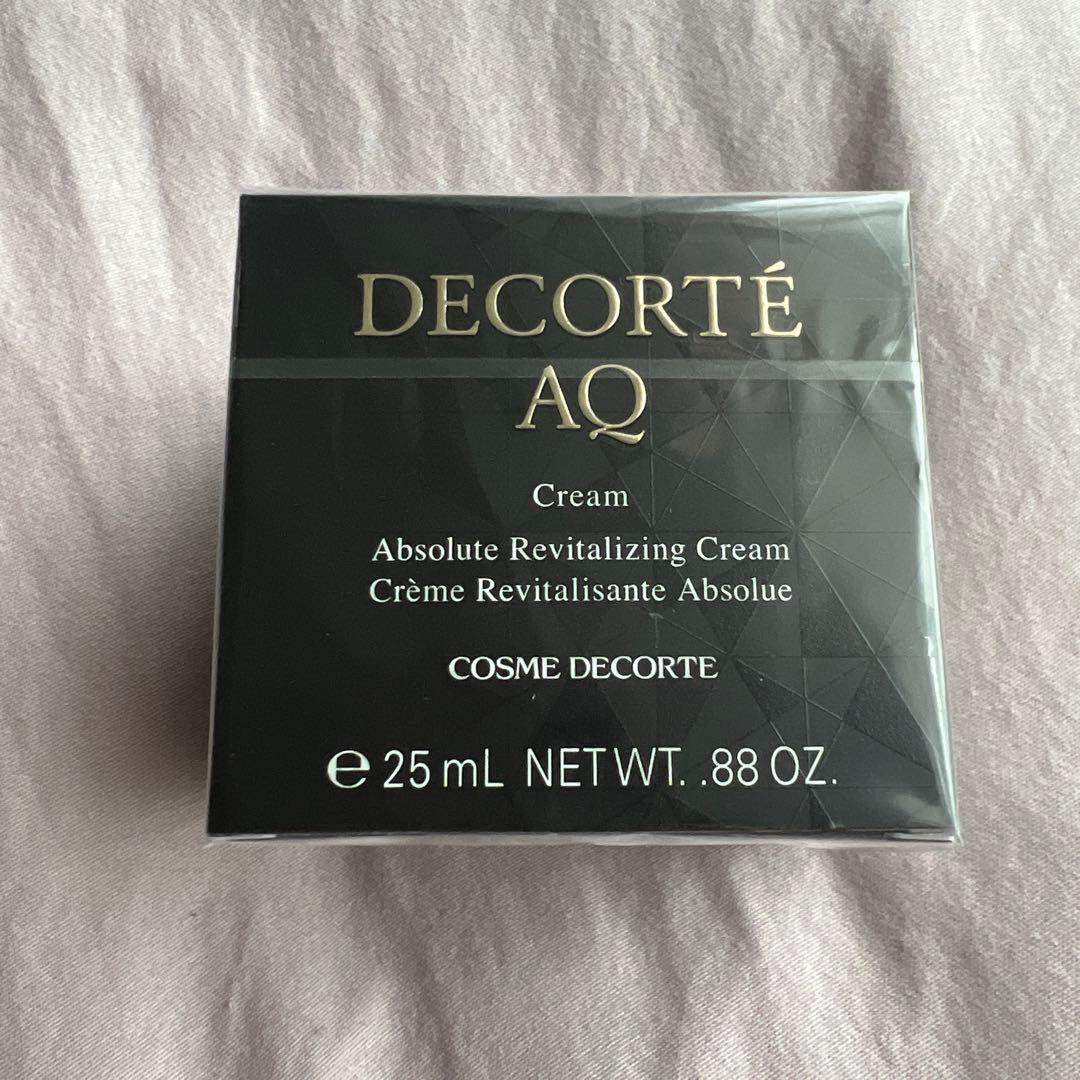 DECORTÉ
AQ
Cream
Absolute Revitalizing Cream
Crème Revitalisante Absolue
COSME DECORTE
℮ 25 mL NET WT. .88 OZ.